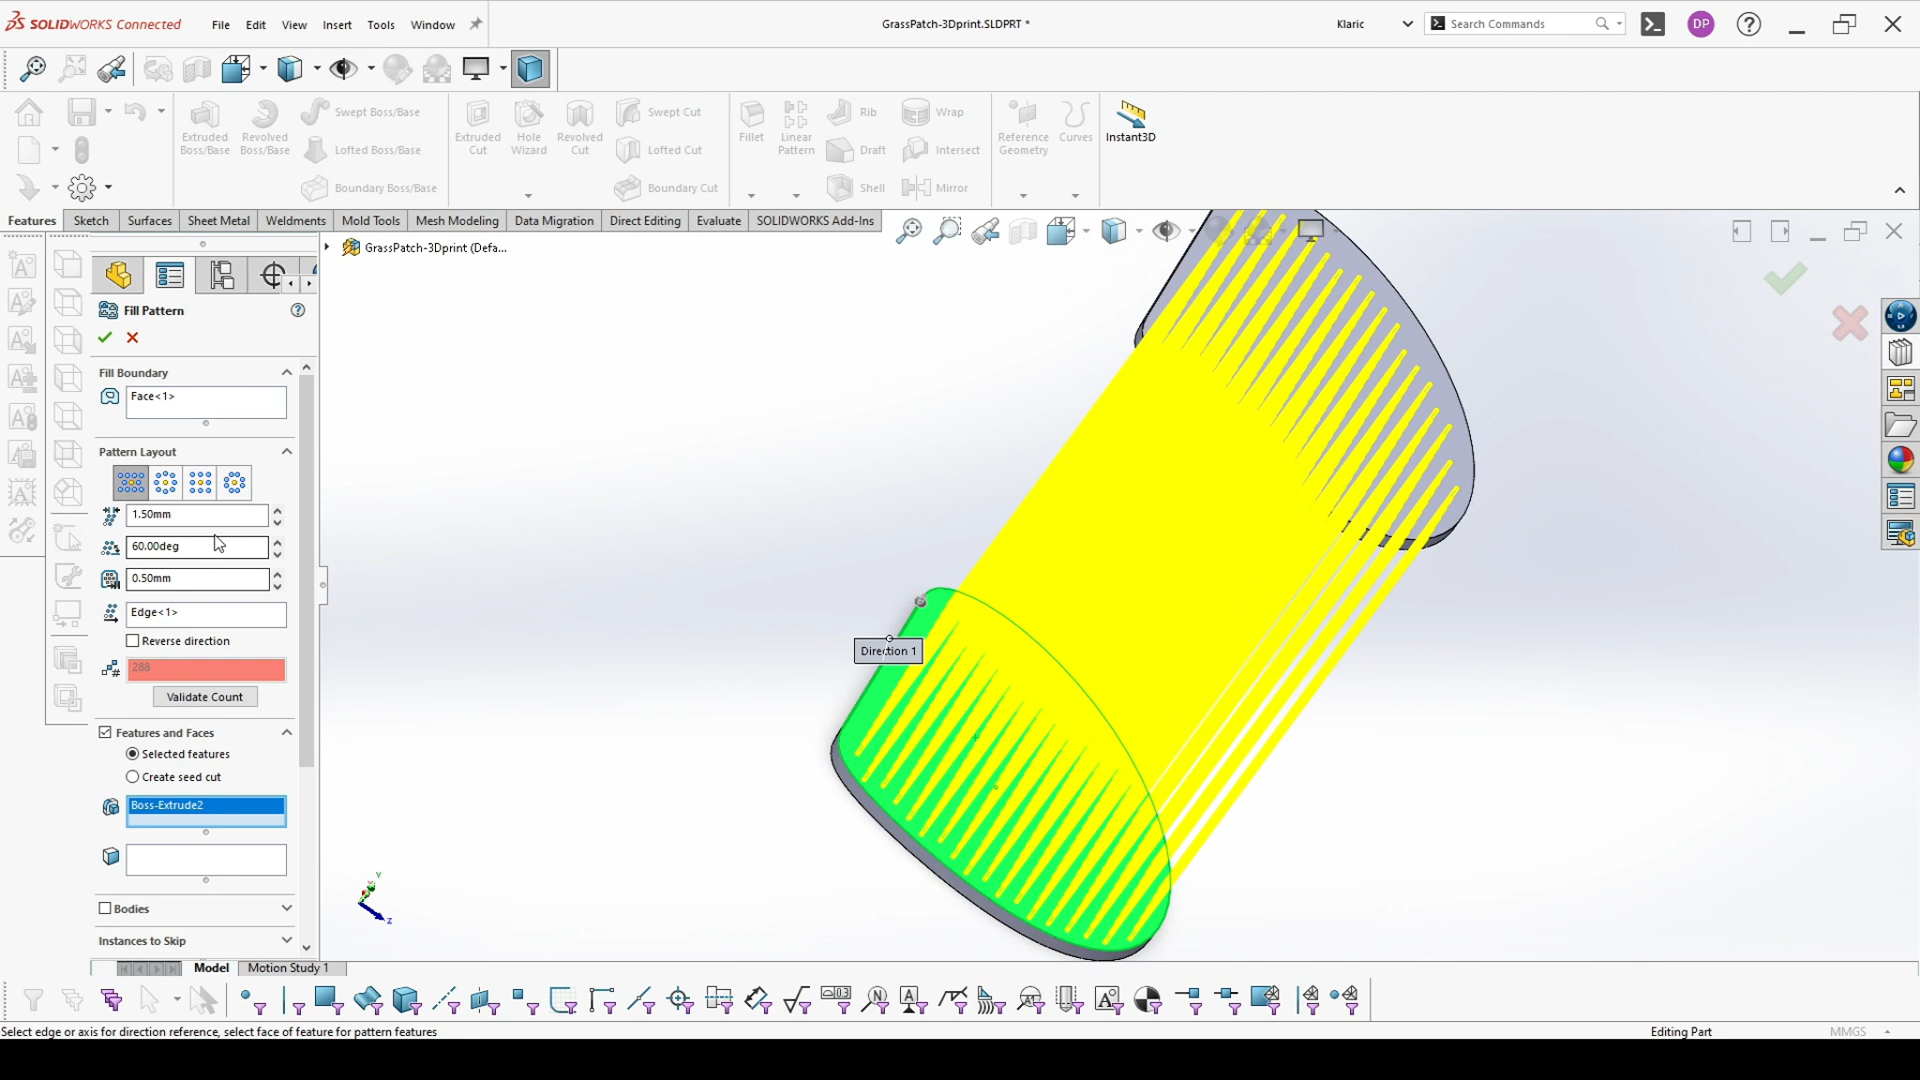 SOLIDWORKS Connected File Edit View Insert Tools Window GrassPatch-3Dprint.SLDPRT * Klaric Search Commands DP
Extruded Boss/Base
Revolved Boss/Base
Swept Boss/Base
Lofted Boss/Base
Boundary Boss/Base
Extruded Cut
Hole Wizard
Revolved Cut
Swept Cut
Lofted Cut
Boundary Cut
Fillet
Linear Pattern
Rib
Draft
Shell
Wrap
Intersect
Mirror
Reference Geometry
Curves
Instant3D
Features Sketch Surfaces Sheet Metal Weldments Mold Tools Mesh Modeling Data Migration Direct Editing Evaluate SOLIDWORKS Add-Ins
GrassPatch-3Dprint (Defa...
Fill Pattern
Fill Boundary
Face<1>
Pattern Layout
1.50mm
60.00deg
0.50mm
Edge<1>
Reverse direction
288
Validate Count
Features and Faces
Selected features
Create seed cut
Boss-Extrude2
Bodies
Instances to Skip
Direction 1
Y
Z
Model Motion Study 1
Select edge or axis for direction reference, select face of feature for pattern features Editing Part MMGS